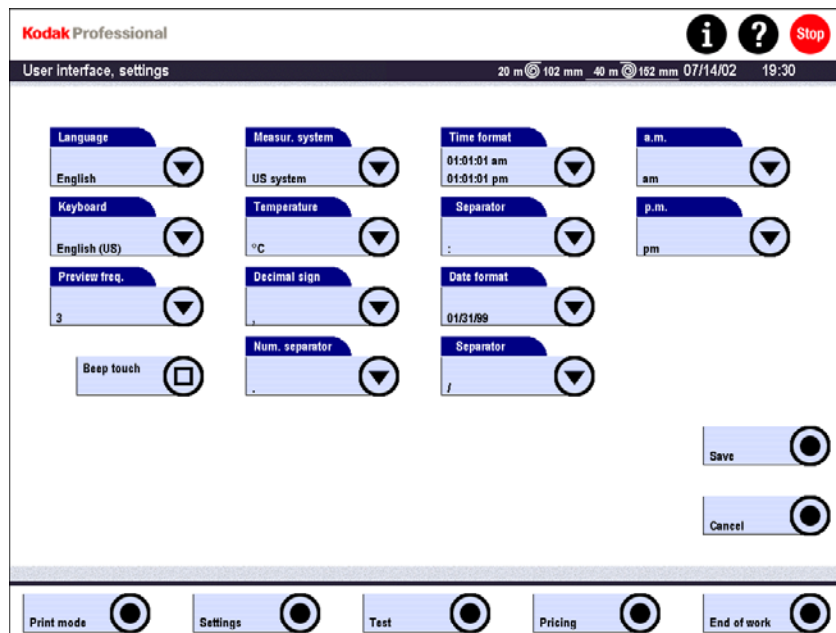 Kodak Professional
i ? Stop
User interface, settings 20 m 102 mm 40 m 152 mm 07/14/02 19:30
Language
English
Measur. system
US system
Time format
01:01:01 am
01:01:01 pm
a.m.
am
Keyboard
English (US)
Temperature
°C
Separator
:
p.m.
pm
Preview freq.
3
Decimal sign
,
Date format
01/31/99
Beep touch
Num. separator
.
Separator
/
Save
Cancel
Print mode Settings Test Pricing End of work